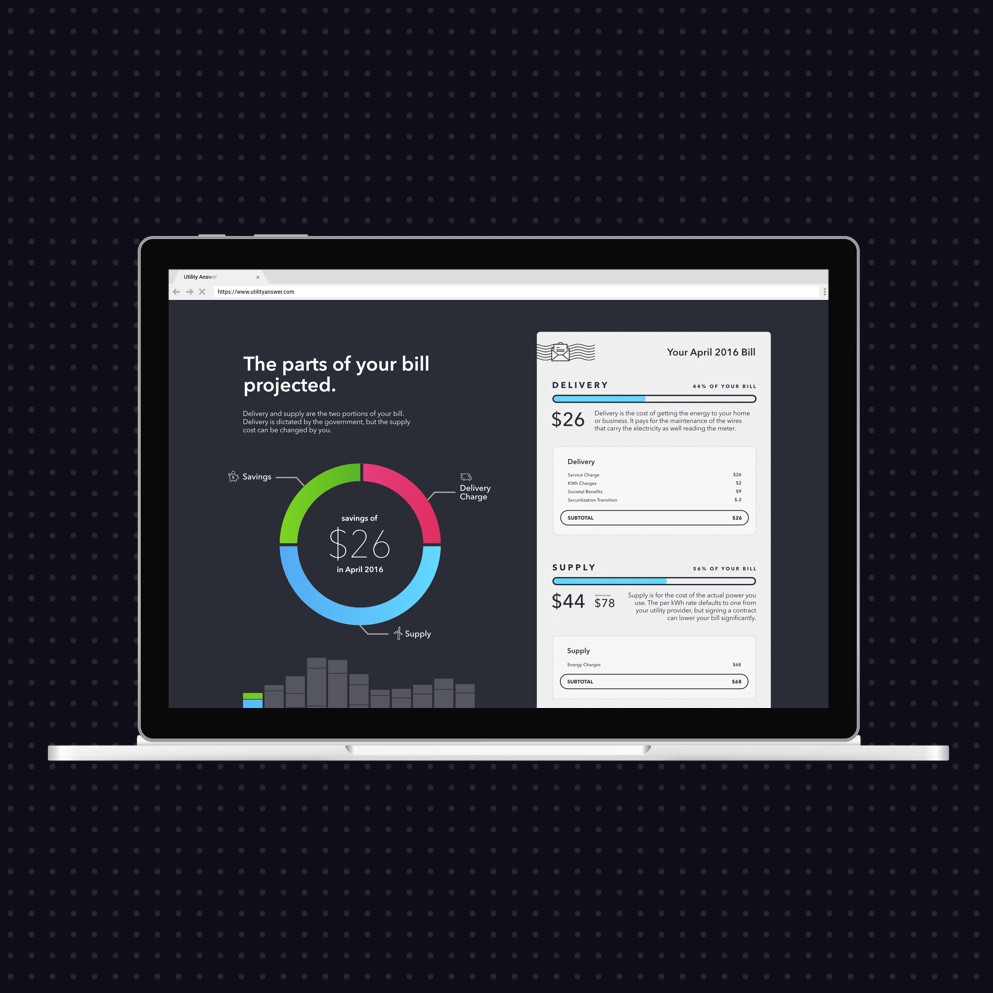 Utility Answer
https://www.utilityanswer.com
The parts of your bill
projected.
Delivery and supply are the two portions of your bill.
Delivery is dictated by the government, but the supply
cost can be changed by you.
Savings
Delivery
Charge
savings of
$26
in April 2016
Supply
Your April 2016 Bill
DELIVERY
44% OF YOUR BILL
$26
Delivery is the cost of getting the energy to your home
or business. It pays for the maintenance of the wires
that carry the electricity as well reading the meter.
Delivery
Service Charge $26
KWh Charges $2
Societal Benefits $9
Securitization Transition $-2
SUBTOTAL $26
SUPPLY
56% OF YOUR BILL
$44 $78
Supply is for the cost of the actual power you
use. The per kWh rate defaults to one from
your utility provider, but signing a contract
can lower your bill significantly.
Supply
Energy Charges $68
SUBTOTAL $68